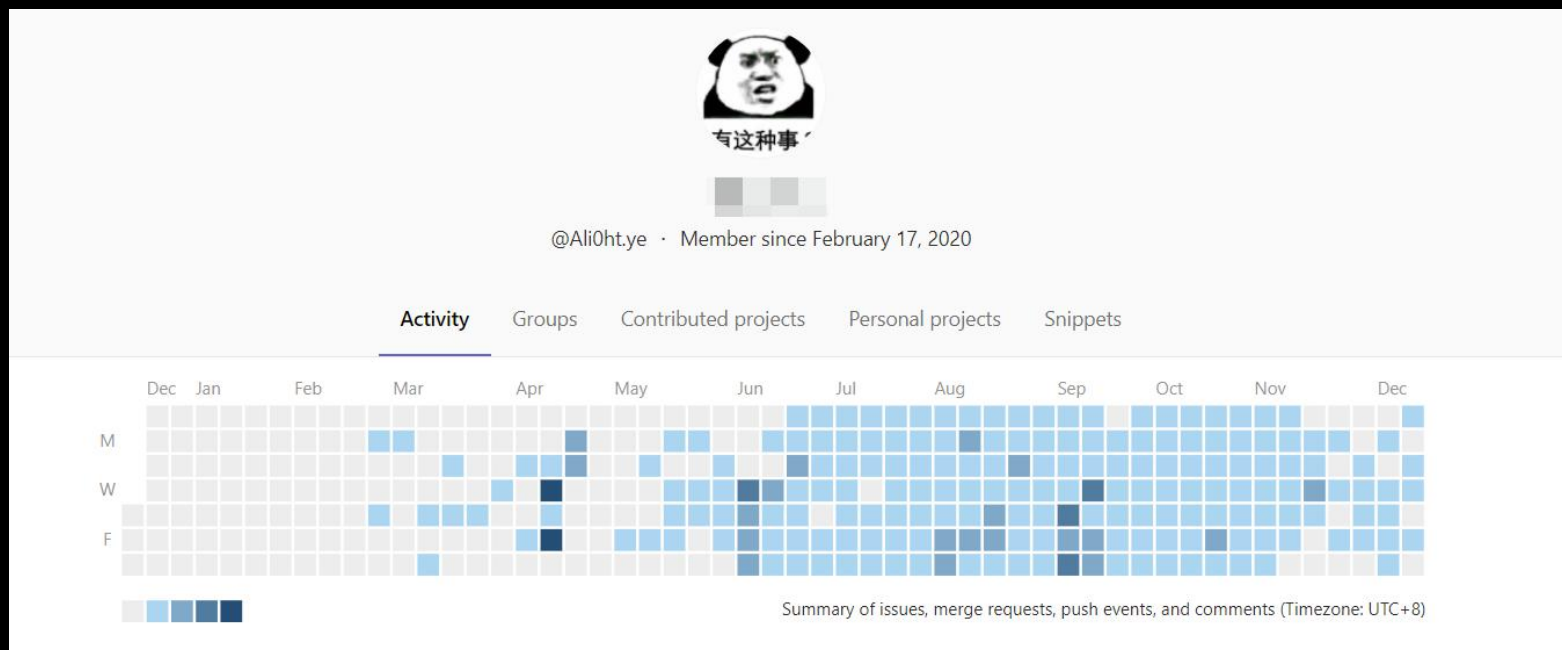 有这种事
@Ali0ht.ye · Member since February 17, 2020
Activity Groups Contributed projects Personal projects Snippets
Dec Jan Feb Mar Apr May Jun Jul Aug Sep Oct Nov Dec
M
W
F
Summary of issues, merge requests, push events, and comments (Timezone: UTC+8)